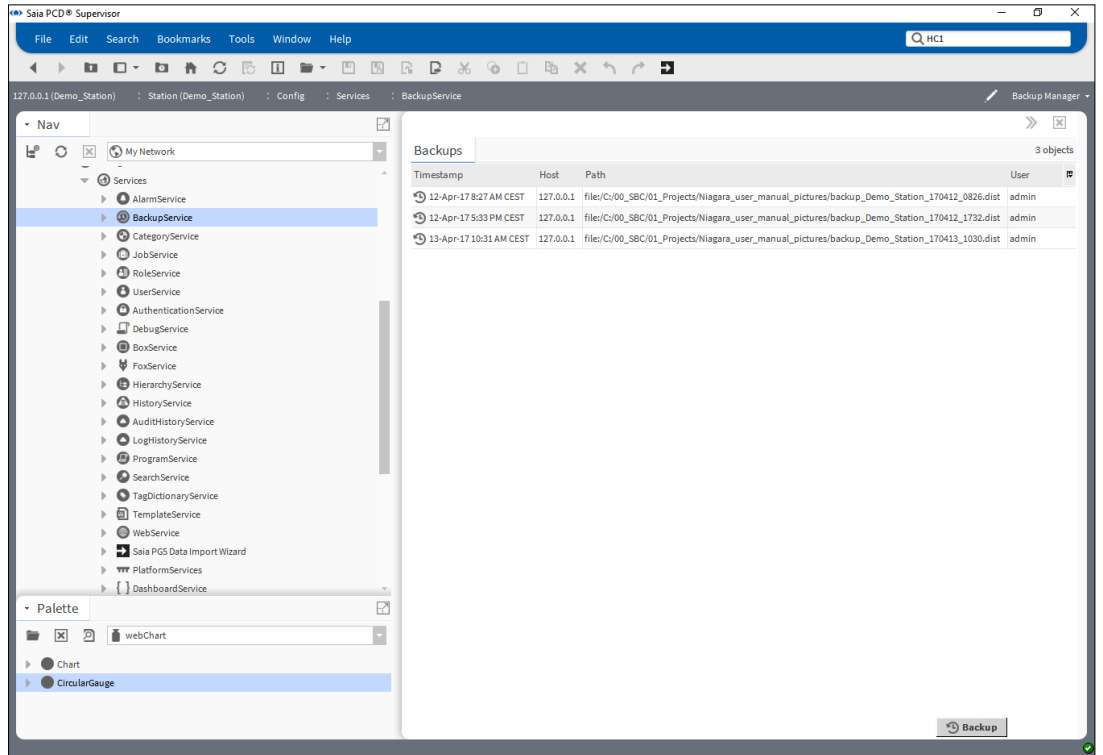 Saia PCD® Supervisor
File Edit Search Bookmarks Tools Window Help HC1
127.0.0.1 (Demo_Station) : Station (Demo_Station) : Config : Services : BackupService Backup Manager
Nav
My Network
Services
AlarmService
BackupService
CategoryService
JobService
RoleService
UserService
AuthenticationService
DebugService
BoxService
FoxService
HierarchyService
HistoryService
AuditHistoryService
LogHistoryService
ProgramService
SearchService
TagDictionaryService
TemplateService
WebService
Saia PG5 Data Import Wizard
PlatformServices
DashboardService
Palette
webChart
Chart
CircularGauge
Backups 3 objects
Timestamp Host Path User
12-Apr-17 8:27 AM CEST 127.0.0.1 file:/C:/00_SBC/01_Projects/Niagara_user_manual_pictures/backup_Demo_Station_170412_0826.dist admin
12-Apr-17 5:33 PM CEST 127.0.0.1 file:/C:/00_SBC/01_Projects/Niagara_user_manual_pictures/backup_Demo_Station_170412_1732.dist admin
13-Apr-17 10:31 AM CEST 127.0.0.1 file:/C:/00_SBC/01_Projects/Niagara_user_manual_pictures/backup_Demo_Station_170413_1030.dist admin
Backup